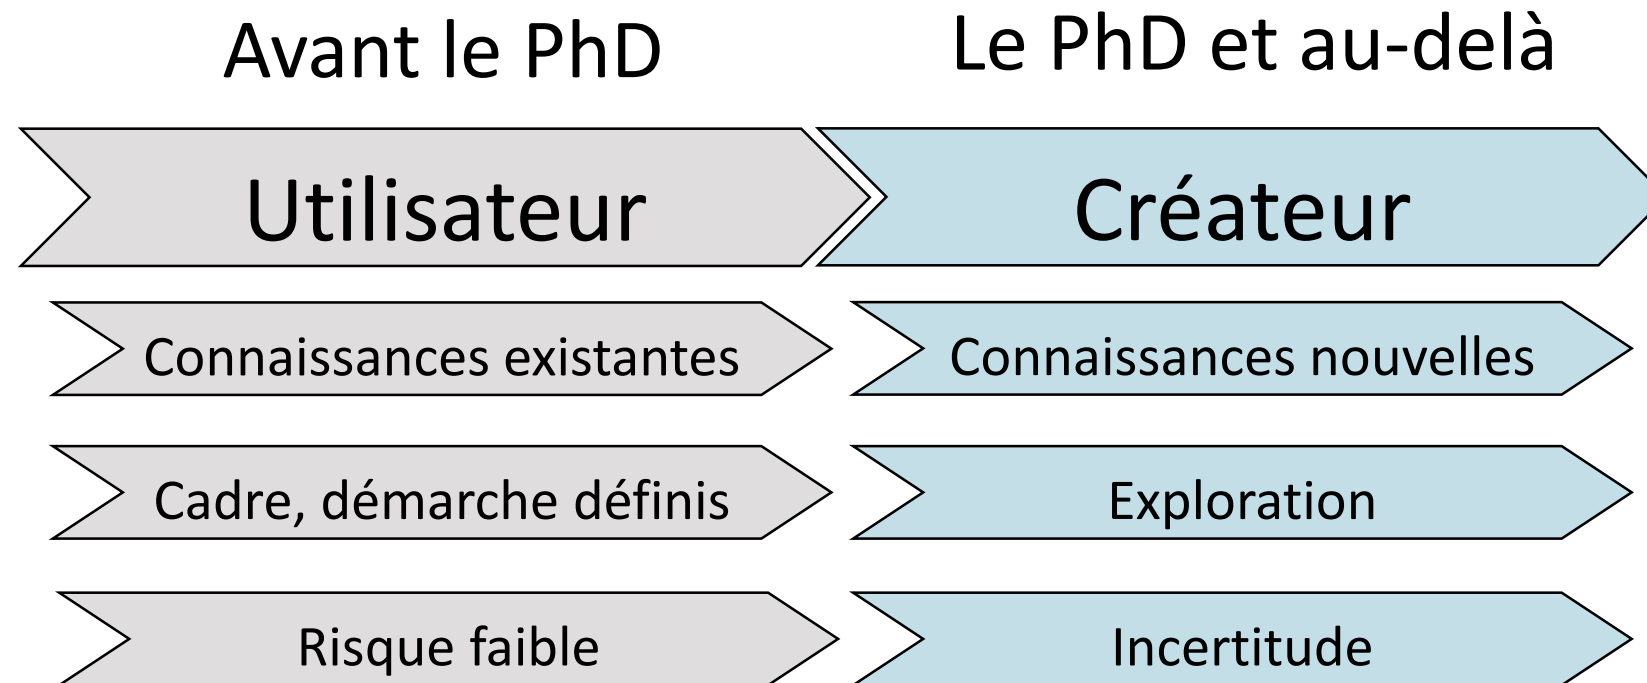 Avant le PhD
Le PhD et au-delà
Utilisateur
Créateur
Connaissances existantes
Connaissances nouvelles
Cadre, démarche définis
Exploration
Risque faible
Incertitude